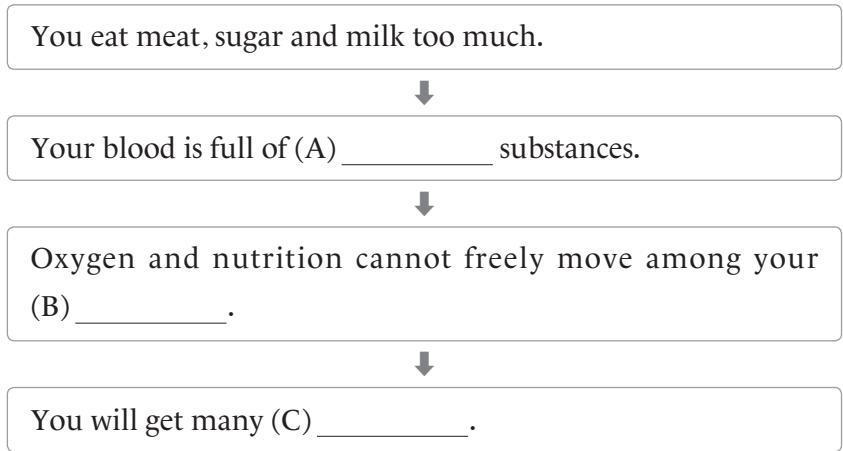 You eat meat, sugar and milk too much.
Your blood is full of (A) __________ substances.
Oxygen and nutrition cannot freely move among your
(B) __________.
You will get many (C) __________.